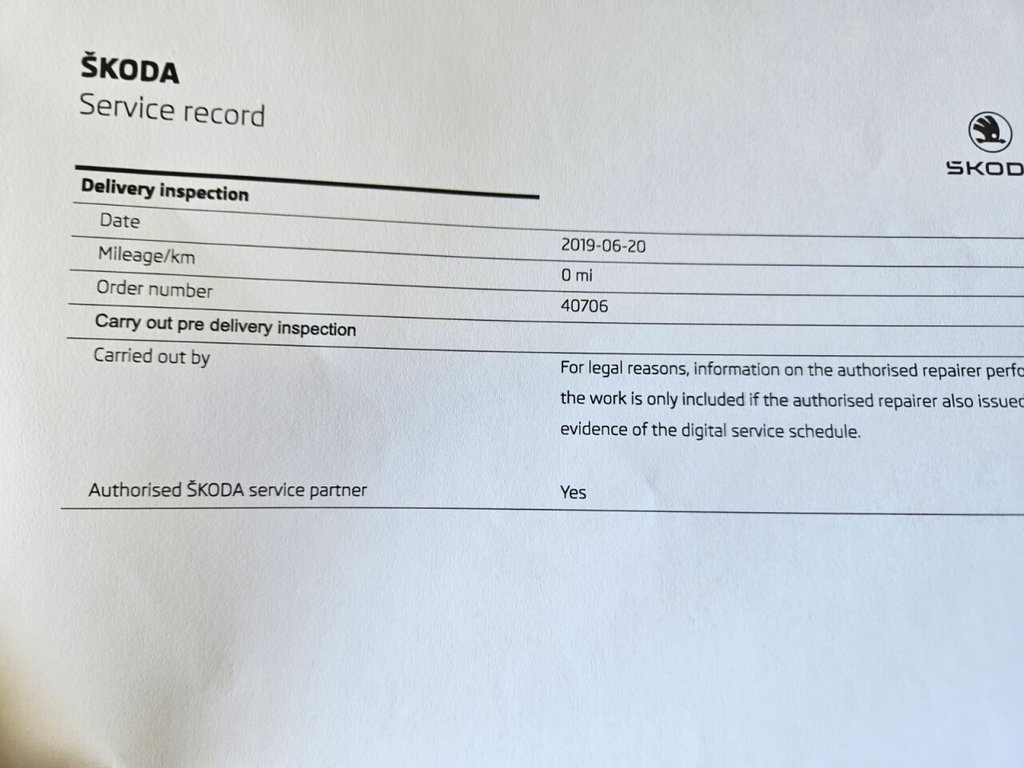 ŠKODA
Service record
ŠKOD
Delivery inspection
Date 2019-06-20
Mileage/km 0 mi
Order number 40706
Carry out pre delivery inspection
Carried out by For legal reasons, information on the authorised repairer perfo
the work is only included if the authorised repairer also issued
evidence of the digital service schedule.
Authorised ŠKODA service partner Yes